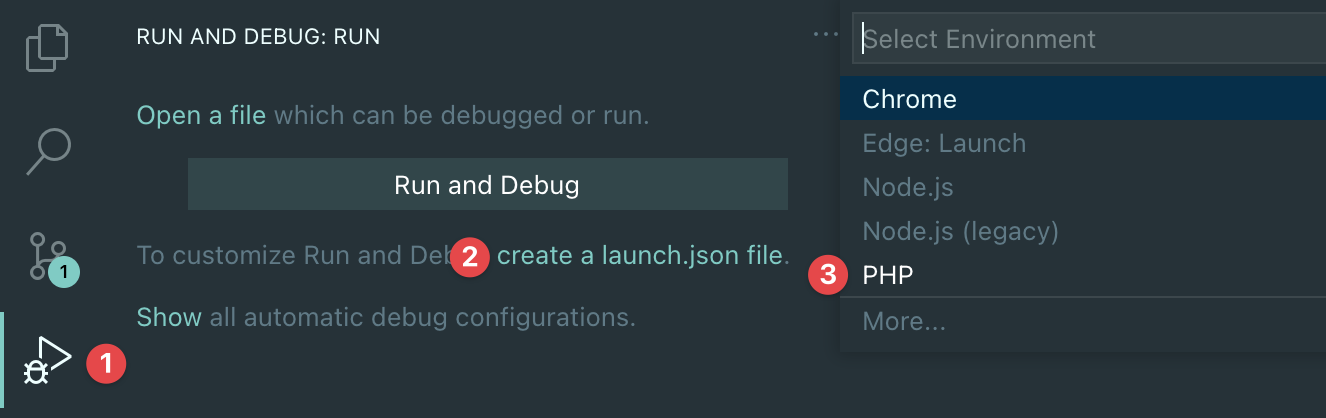 RUN AND DEBUG: RUN
...
Select Environment
Open a file which can be debugged or run.
Run and Debug
To customize Run and Deb 2 create a launch.json file.
Show all automatic debug configurations.
1
1
Chrome
Edge: Launch
Node.js
Node.js (legacy)
3 PHP
More...